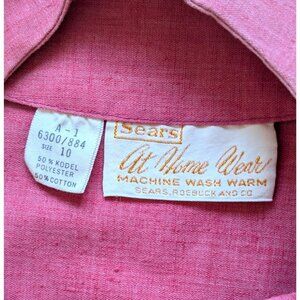 A-1
6300/884
SIZE 10
50% KODEL
POLYESTER
50% COTTON
Sears
At Home Wear
MACHINE WASH WARM
SEARS, ROEBUCK AND CO